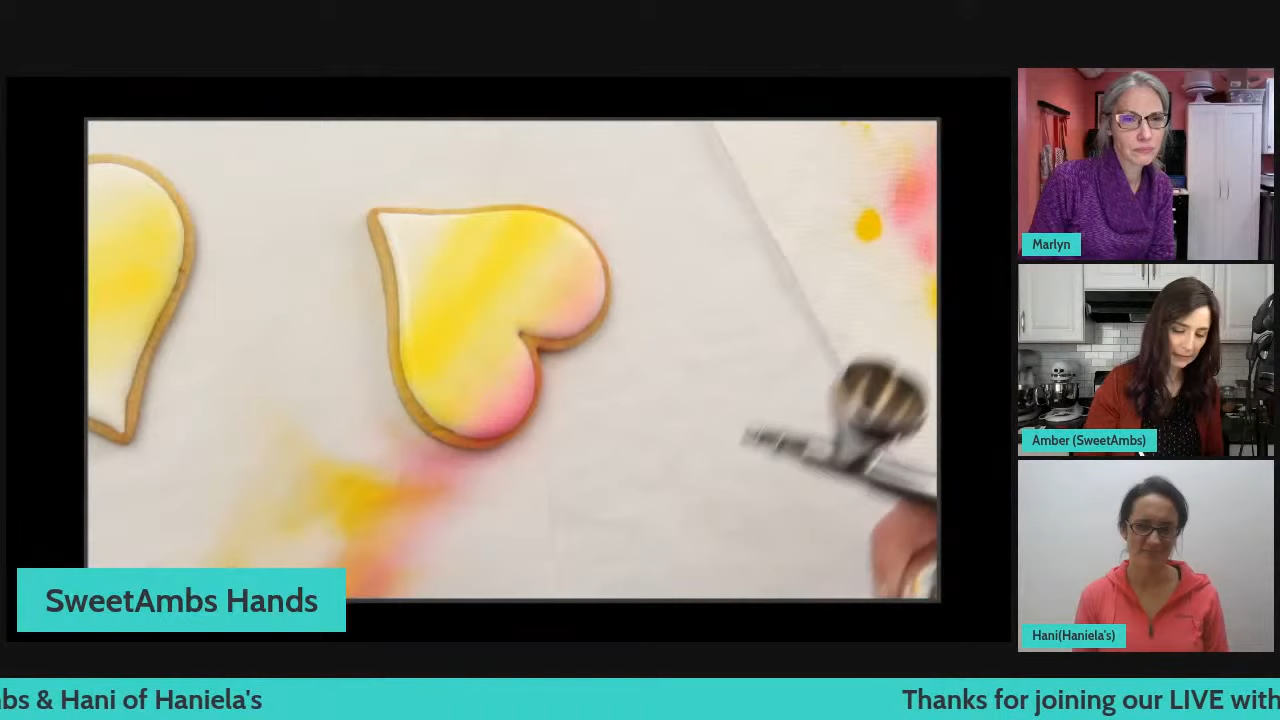 Marlyn
Amber (SweetAmbs)
SweetAmbs Hands
Hani(Haniela's)
bs & Hani of Haniela's
Thanks for joining our LIVE with